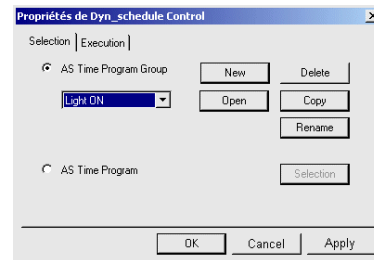 Propriétés de Dyn_schedule Control
Selection Execution
AS Time Program Group New Delete
Light ON Open Copy
Rename
AS Time Program Selection
OK Cancel Apply